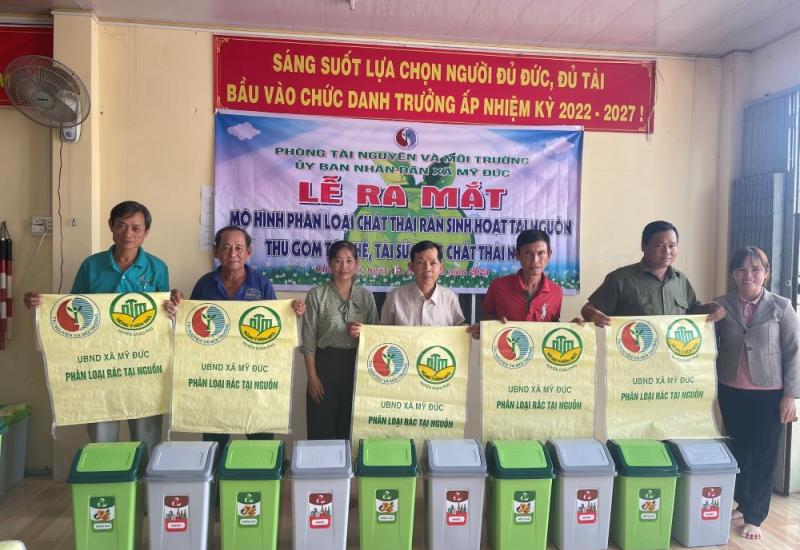 SÁNG SUỐT LỰA CHỌN NGƯỜI ĐỦ ĐỨC, ĐỦ TÀI
BẦU VÀO CHỨC DANH TRƯỞNG ẤP NHIỆM KỲ 2022 - 2027 !
PHÒNG TÀI NGUYÊN VÀ MÔI TRƯỜNG
ỦY BAN NHÂN DÂN XÃ MỸ ĐỨC
LỄ RA MẮT
MÔ HÌNH PHÂN LOẠI CHẤT THẢI RẮN SINH HOẠT TẠI NGUỒN
THU GOM CHẤT THẢI
UBND XÃ MỸ ĐỨC
PHÂN LOẠI RÁC TẠI NGUỒN
UBND XÃ MỸ ĐỨC
PHÂN LOẠI RÁC TẠI NGUỒN
UBND XÃ MỸ ĐỨC
PHÂN LOẠI RÁC TẠI NGUỒN
UBND XÃ MỸ ĐỨC
PHÂN LOẠI RÁC TẠI NGUỒN
UBND XÃ MỸ ĐỨC
PHÂN LOẠI RÁC TẠI NGUỒN